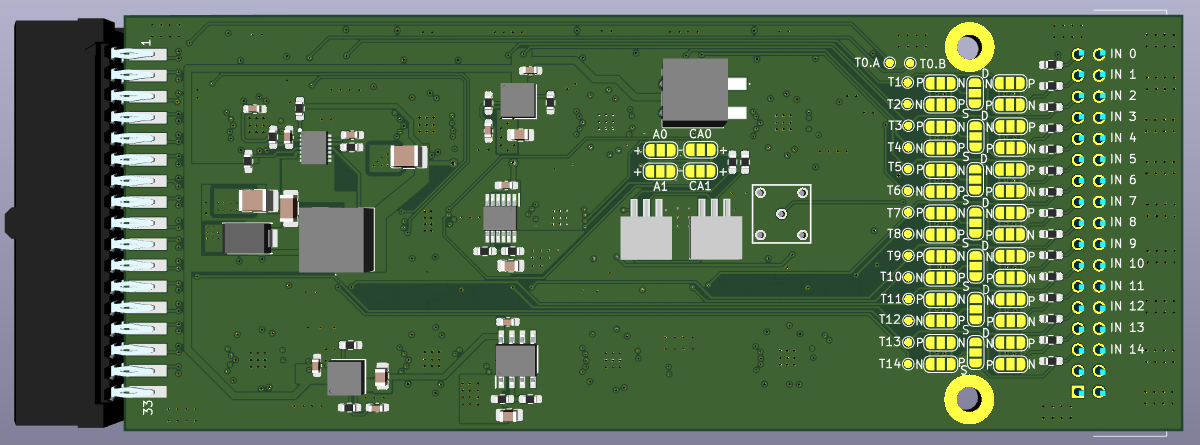 1
T0.A T0.B
IN 0
T1 P N D N P
IN 1
T2 P N N P
IN 2
T3 P N S N P
A0 CA0
IN 3
T4 P N D N P
IN 4
+ +
IN 5
T5 P N
+ +
A1 CA1
T6 P N S
IN 6
T7 P N D
IN 7
T8 N P
IN 8
T9 P N S
IN 9
T10 N P D
IN 10
T11 P N
IN 11
T12 N P S
IN 12
T13 P N D
IN 13
T14 N P
IN 14
S
33